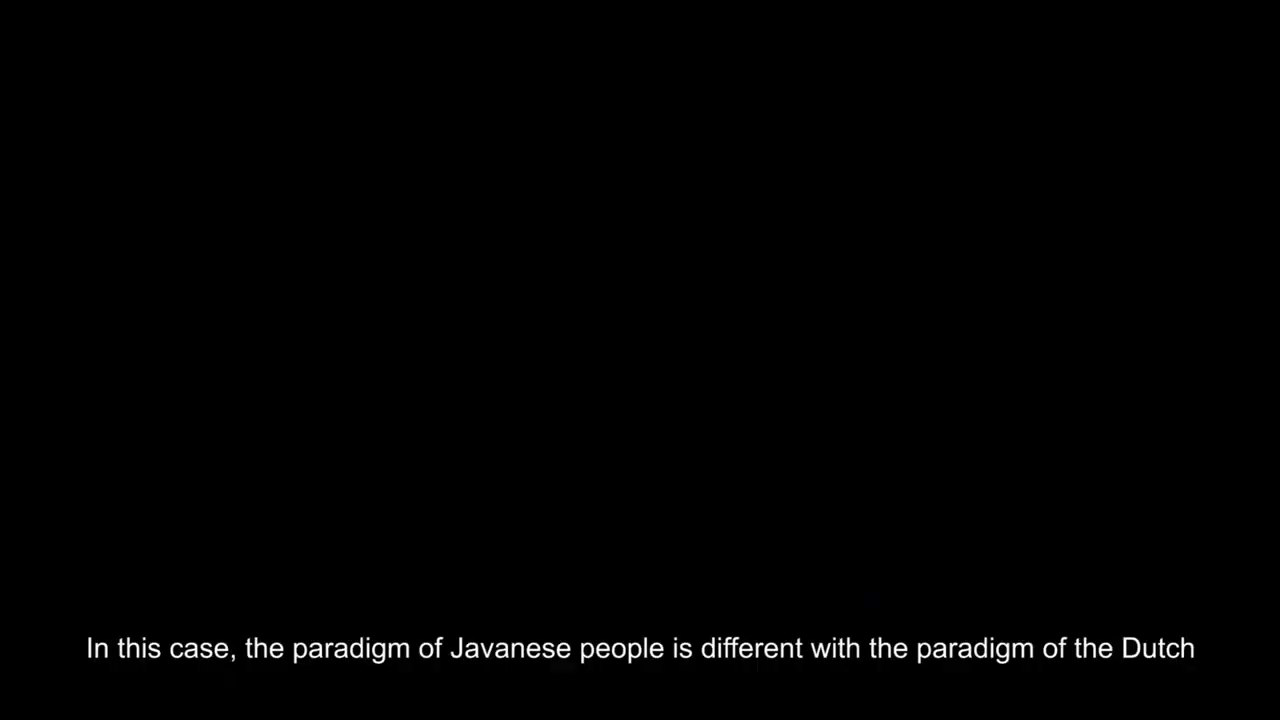 In this case, the paradigm of Javanese people is different with the paradigm of the Dutch